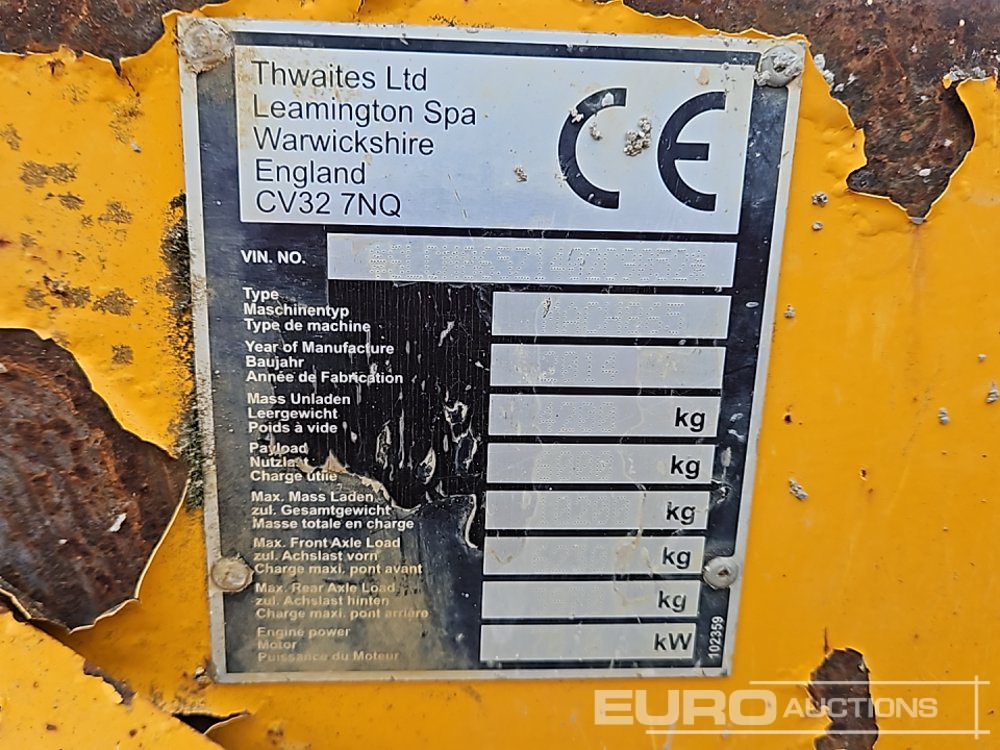 Thwaites Ltd
Leamington Spa
Warwickshire
England
CV32 7NQ
CE
VIN. NO.
Type
Maschinentyp
Type de machine
Year of Manufacture
Baujahr
Année de Fabrication
2014
Mass Unladen
Leergewicht
Poids à vide
kg
Payload
Nutzlast
Charge utile
kg
Max. Mass Laden
zul. Gesamtgewicht
Masse totale en charge
kg
Max. Front Axle Load
zul. Achslast vorn
Charge maxi. pont avant
kg
Max. Rear Axle Load
zul. Achslast hinten
Charge maxi. pont arrière
kg
Engine power
Motor
Puissance du Moteur
kW
102359
EURO AUCTIONS